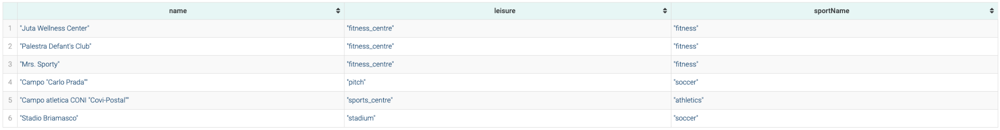 name leisure sportName
1 "Juta Wellness Center" "fitness_centre" "fitness"
2 "Palestra Defant's Club" "fitness_centre" "fitness"
3 "Mrs. Sporty" "fitness_centre" "fitness"
4 "Campo "Carlo Prada"" "pitch" "soccer"
5 "Campo atletica CONI "Covi-Postal"" "sports_centre" "athletics"
6 "Stadio Briamasco" "stadium" "soccer"